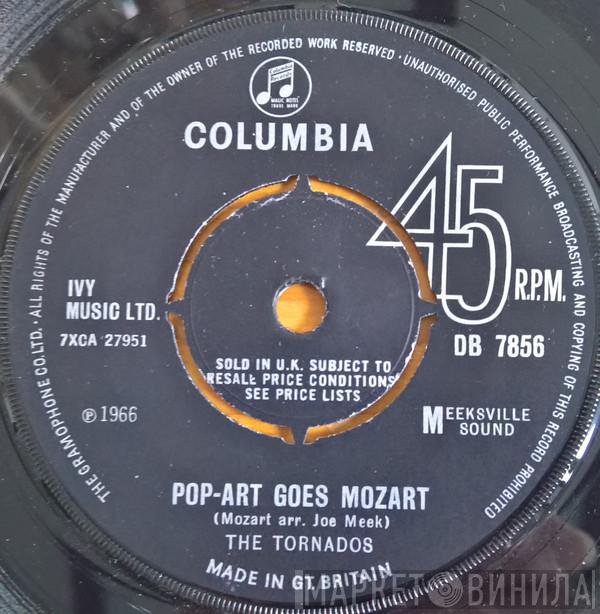 THE GRAMOPHONE CO. LTD. · ALL RIGHTS OF THE MANUFACTURER AND OF THE OWNER OF THE RECORDED WORK RESERVED · UNAUTHORISED PUBLIC PERFORMANCE BROADCASTING AND COPYING OF THIS RECORD PROHIBITED
Columbia
Records
MAGIC NOTES
TRADE MARK
COLUMBIA
45
R.P.M.
IVY
MUSIC LTD.
7XCA 27951
DB 7856
SOLD IN U.K. SUBJECT TO
RESALE PRICE CONDITIONS
SEE PRICE LISTS
℗ 1966
MEEKSVILLE
SOUND
POP-ART GOES MOZART
(Mozart arr. Joe Meek)
THE TORNADOS
MADE IN GT. BRITAIN
МАРКЕТ ВИНИЛА